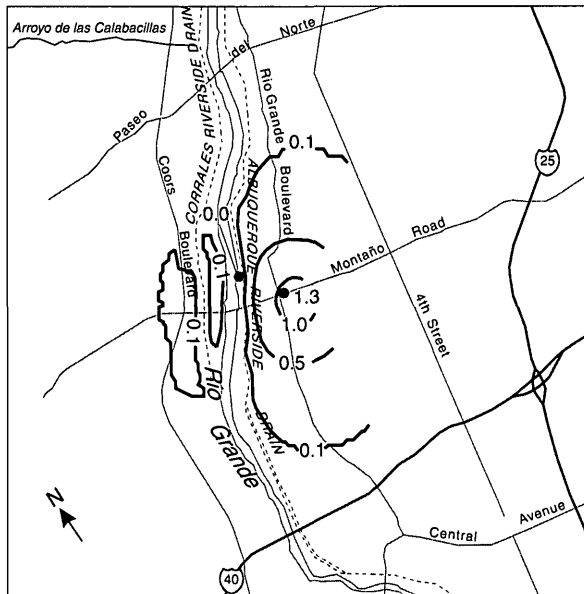 Arroyo de las Calabacillas
Paseo del Norte
CORRALES RIVERSIDE DRAIN
Rio Grande Boulevard
Coors Boulevard
ALBUQUERQUE RIVERSIDE DRAIN
0.1
25
0.0
Montaño Road
0.1
1.3
1.0
0.1
0.5
4th Street
Rio Grande
0.1
N
Central Avenue
40